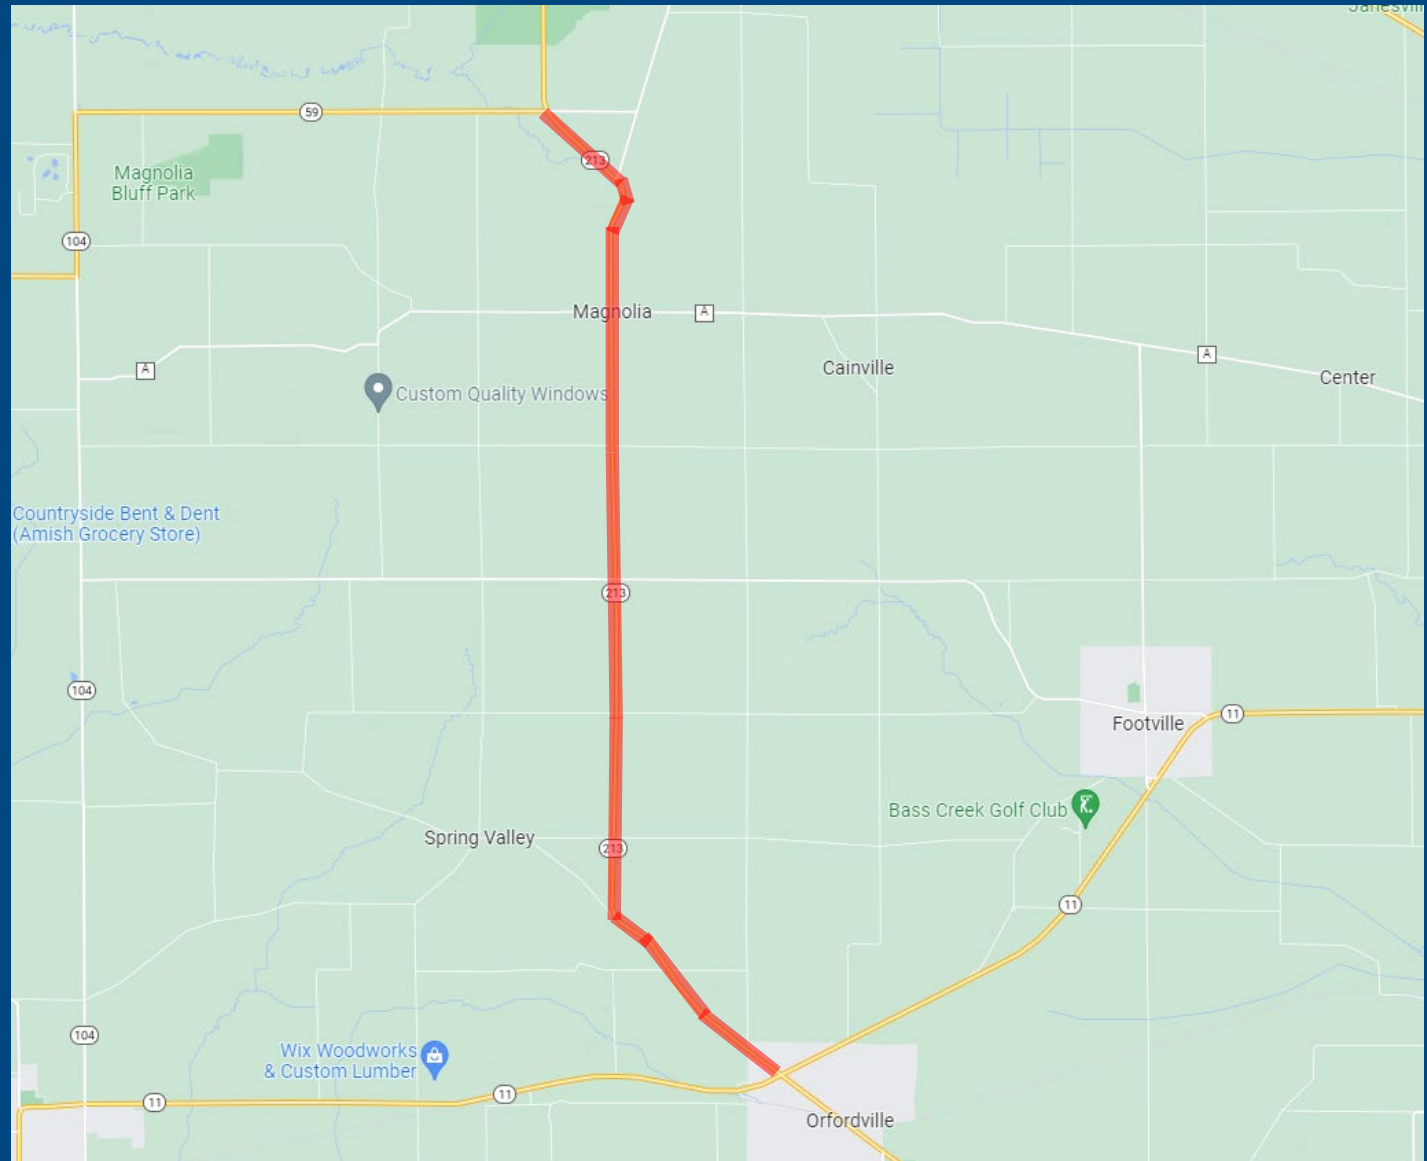 Janesvill
59
213
Magnolia
Bluff Park
104
Magnolia
A
A
A
Cainville
Center
Custom Quality Windows
Countryside Bent & Dent
(Amish Grocery Store)
213
104
Footville
11
Bass Creek Golf Club
Spring Valley
213
11
104
Wix Woodworks
& Custom Lumber
11
11
Orfordville